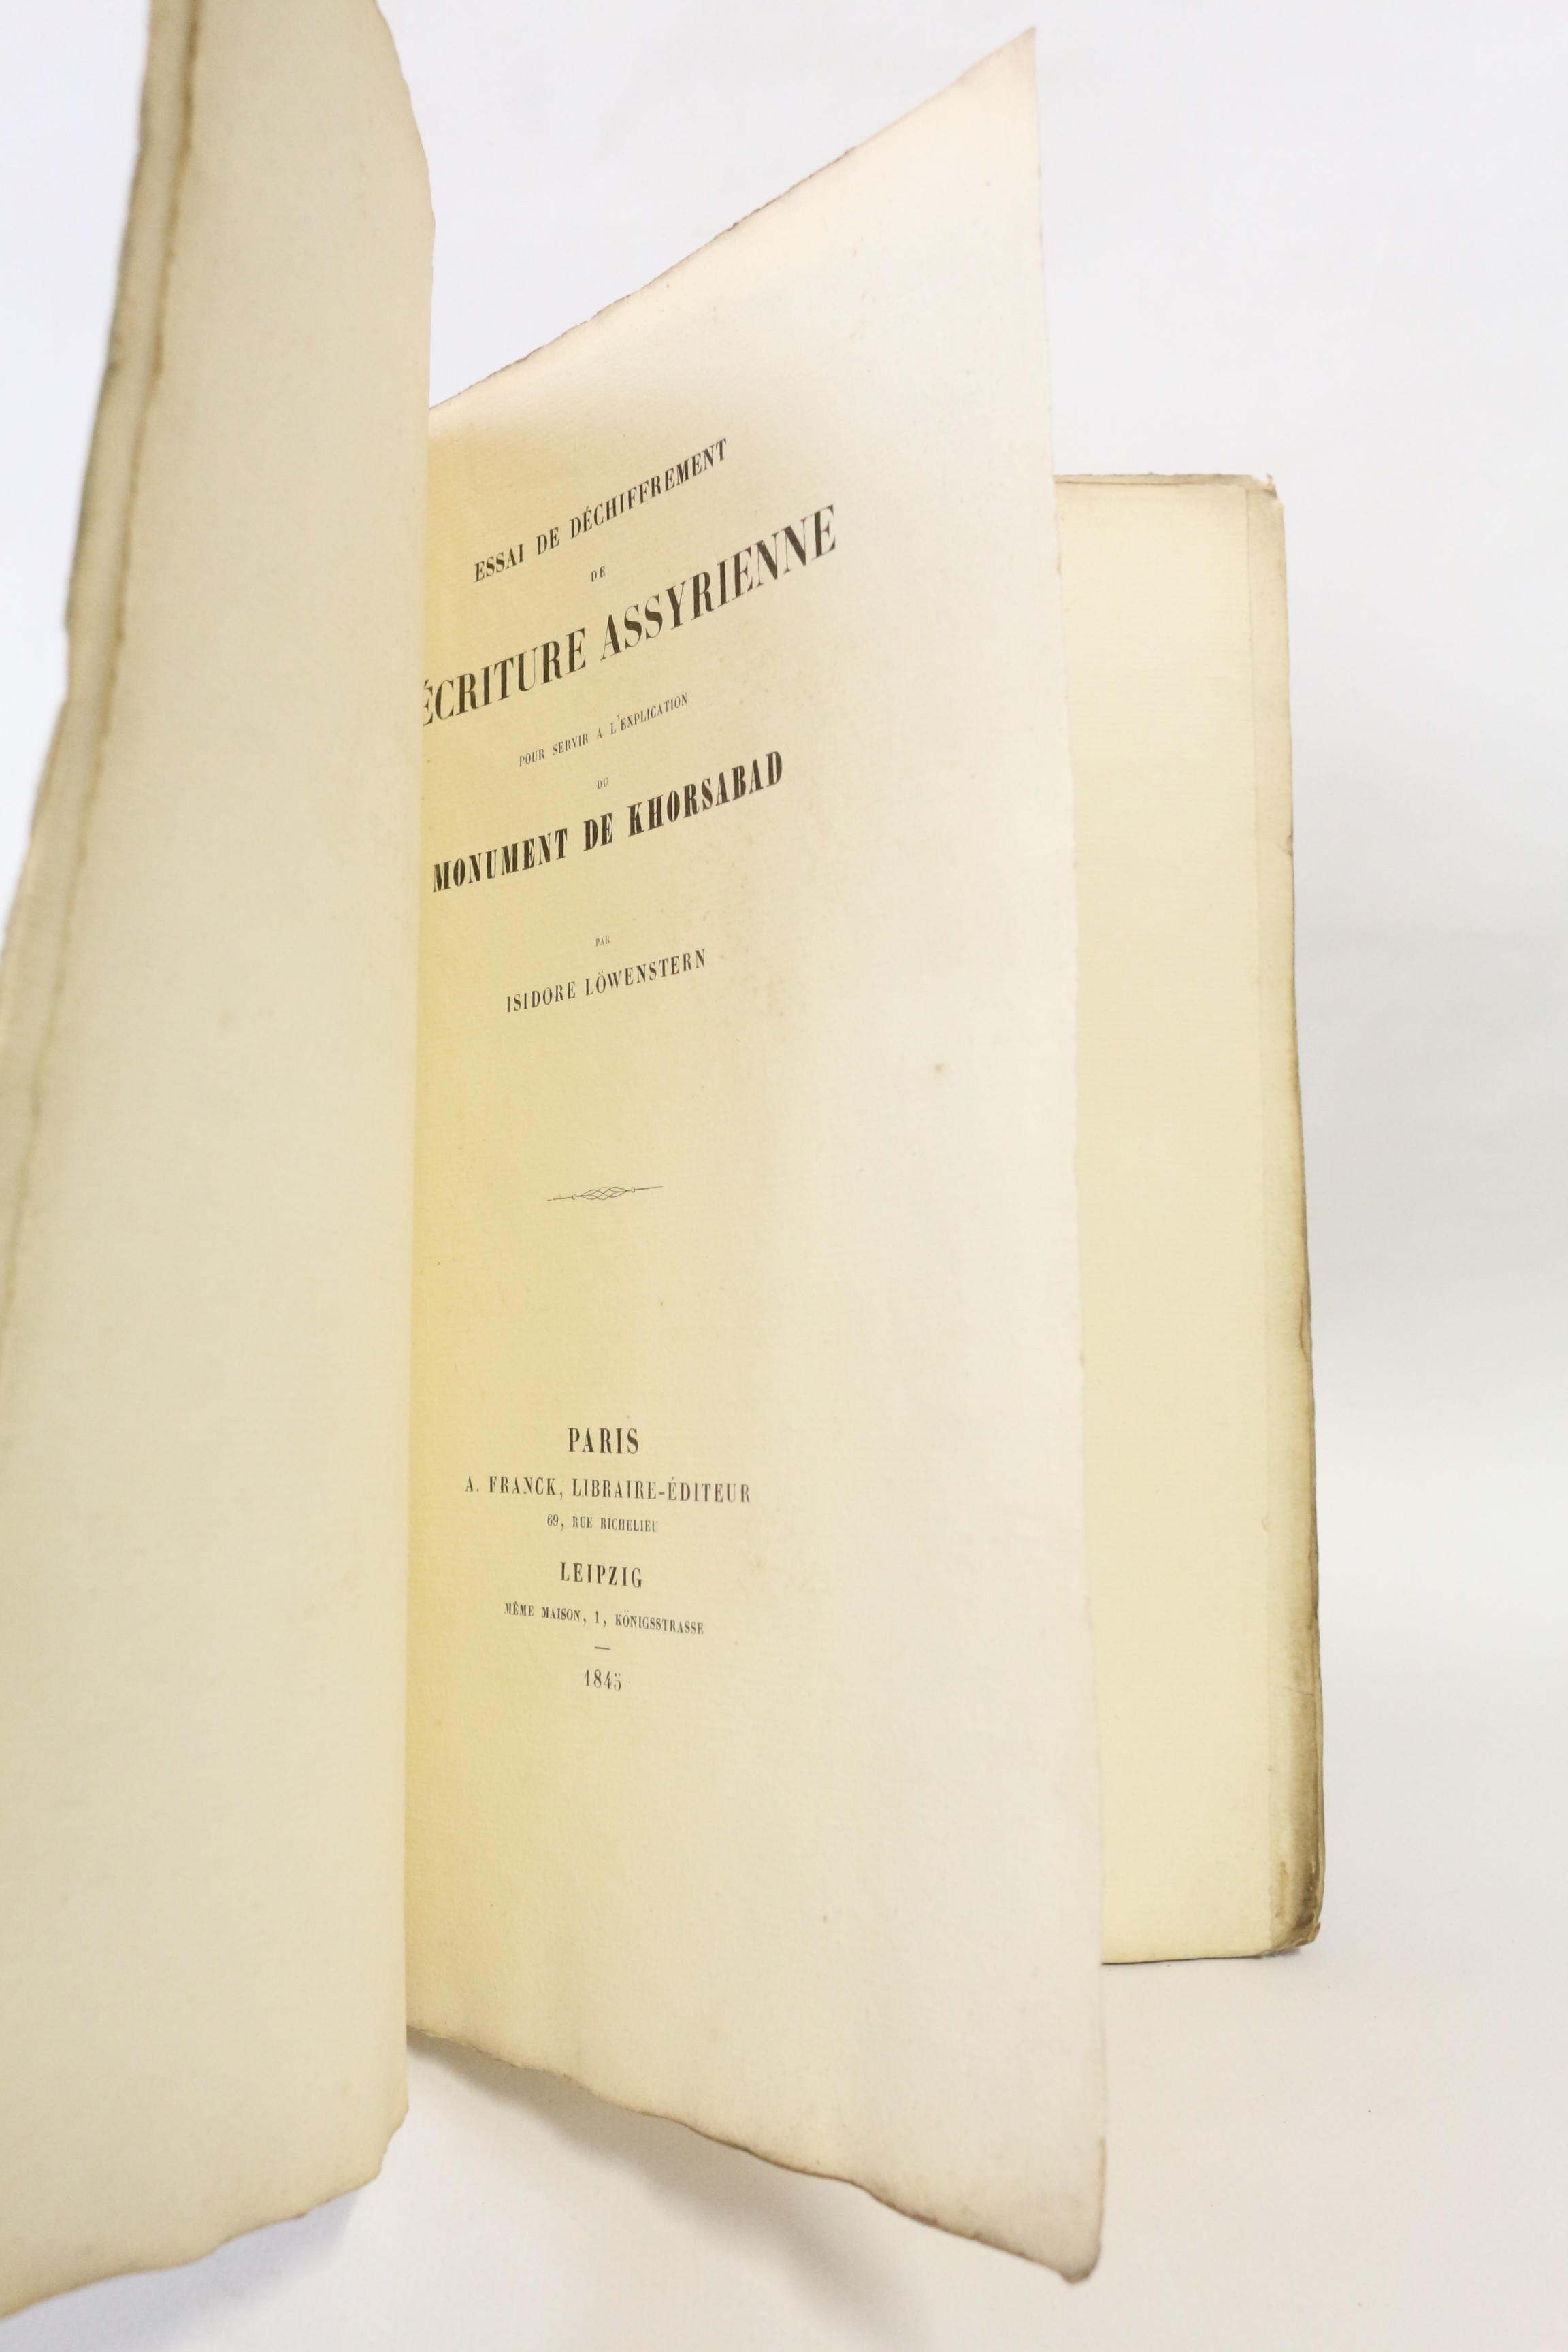 ESSAI DE DÉCHIFFREMENT
DE
ÉCRITURE ASSYRIENNE
POUR SERVIR A L'EXPLICATION
DU
MONUMENT DE KHORSABAD
PAR
ISIDORE LÖWENSTERN
PARIS
A. FRANCK, LIBRAIRE-ÉDITEUR
69, RUE RICHELIEU
LEIPZIG
MÊME MAISON, 1, KÖNIGSSTRASSE
1845